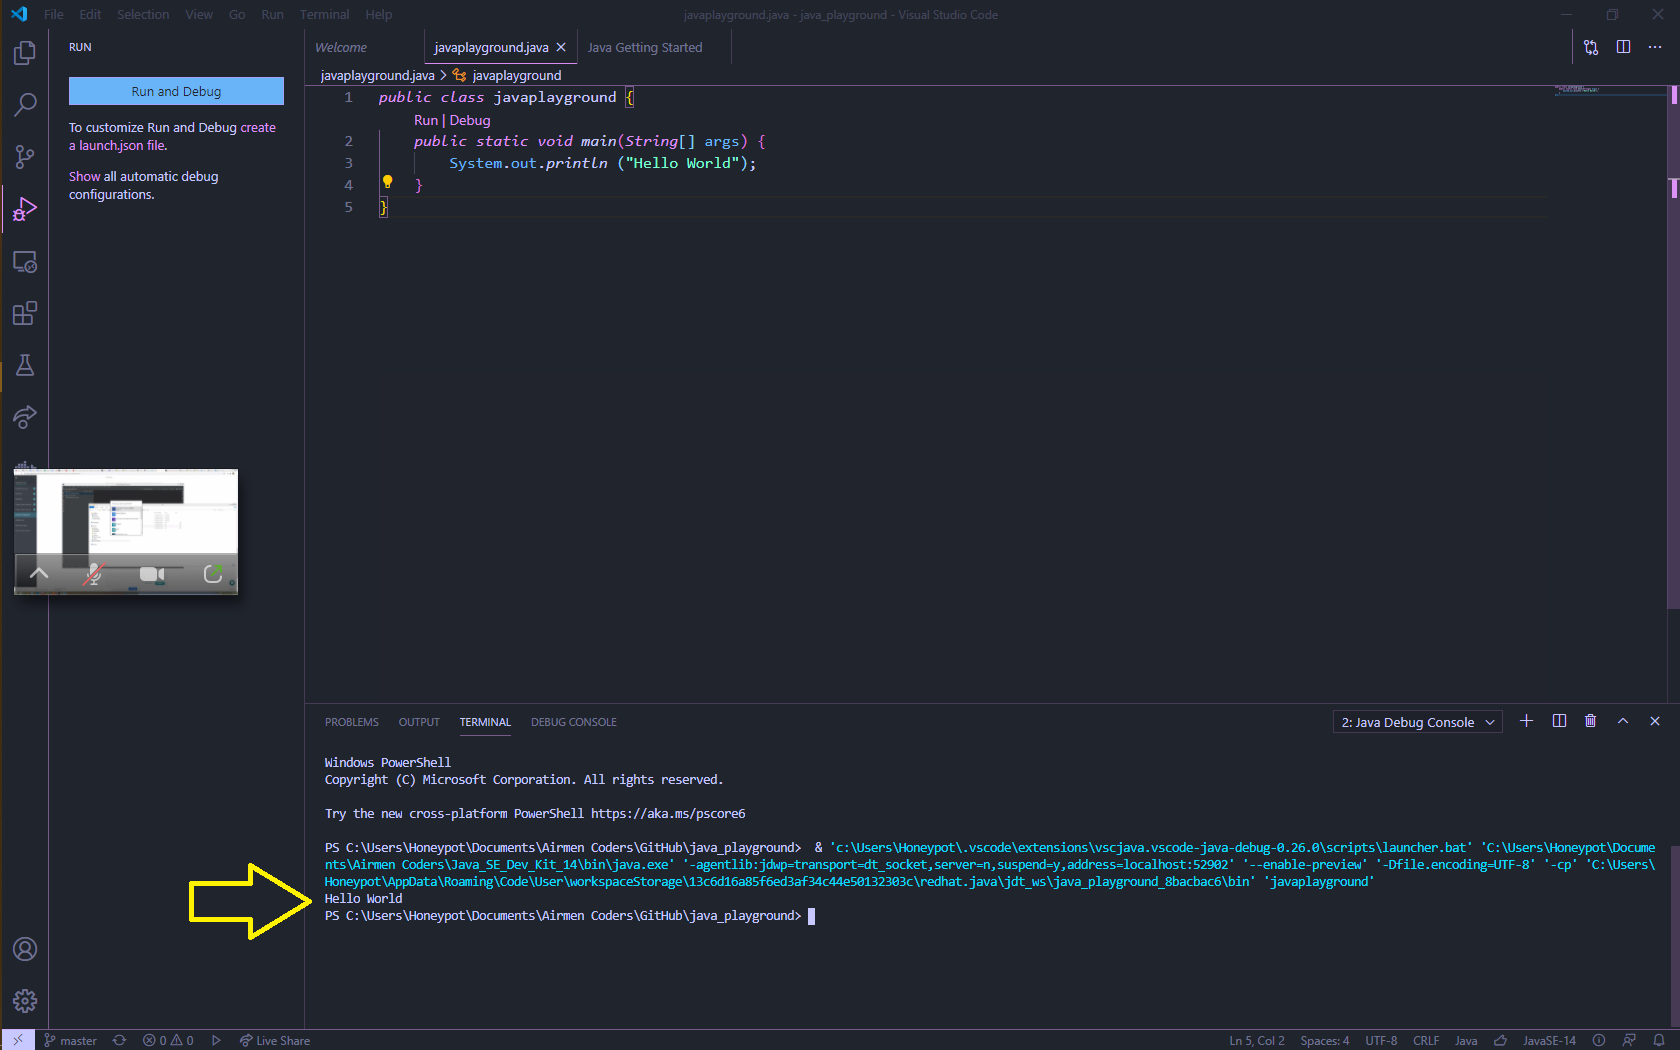 File Edit Selection View Go Run Terminal Help
javaplayground.java - java_playground - Visual Studio Code
RUN
Run and Debug
To customize Run and Debug create
a launch.json file.
Show all automatic debug
configurations.
Welcome
javaplayground.java
Java Getting Started
javaplayground.java > javaplayground
1 public class javaplayground {
Run | Debug
2 public static void main(String[] args) {
3 System.out.println ("Hello World");
4 }
5 }
PROBLEMS OUTPUT TERMINAL DEBUG CONSOLE
2: Java Debug Console
Windows PowerShell
Copyright (C) Microsoft Corporation. All rights reserved.
Try the new cross-platform PowerShell https://aka.ms/pscore6
PS C:\Users\Honeypot\Documents\Airmen Coders\GitHub\java_playground>  & 'c:\Users\Honeypot\.vscode\extensions\vscjava.vscode-java-debug-0.26.0\scripts\launcher.bat' 'C:\Users\Honeypot\Docume
nts\Airmen Coders\Java_SE_Dev_Kit_14\bin\java.exe' '-agentlib:jdwp=transport=dt_socket,server=n,suspend=y,address=localhost:52902' '--enable-preview' '-Dfile.encoding=UTF-8' '-cp' 'C:\Users\
Honeypot\AppData\Roaming\Code\User\workspaceStorage\13c6d16a85f6ed3af34c44e50132303c\redhat.java\jdt_ws\java_playground_8bacbac6\bin' 'javaplayground'
Hello World
PS C:\Users\Honeypot\Documents\Airmen Coders\GitHub\java_playground>
master 0 0 Live Share
Ln 5, Col 2 Spaces: 4 UTF-8 CRLF Java JavaSE-14